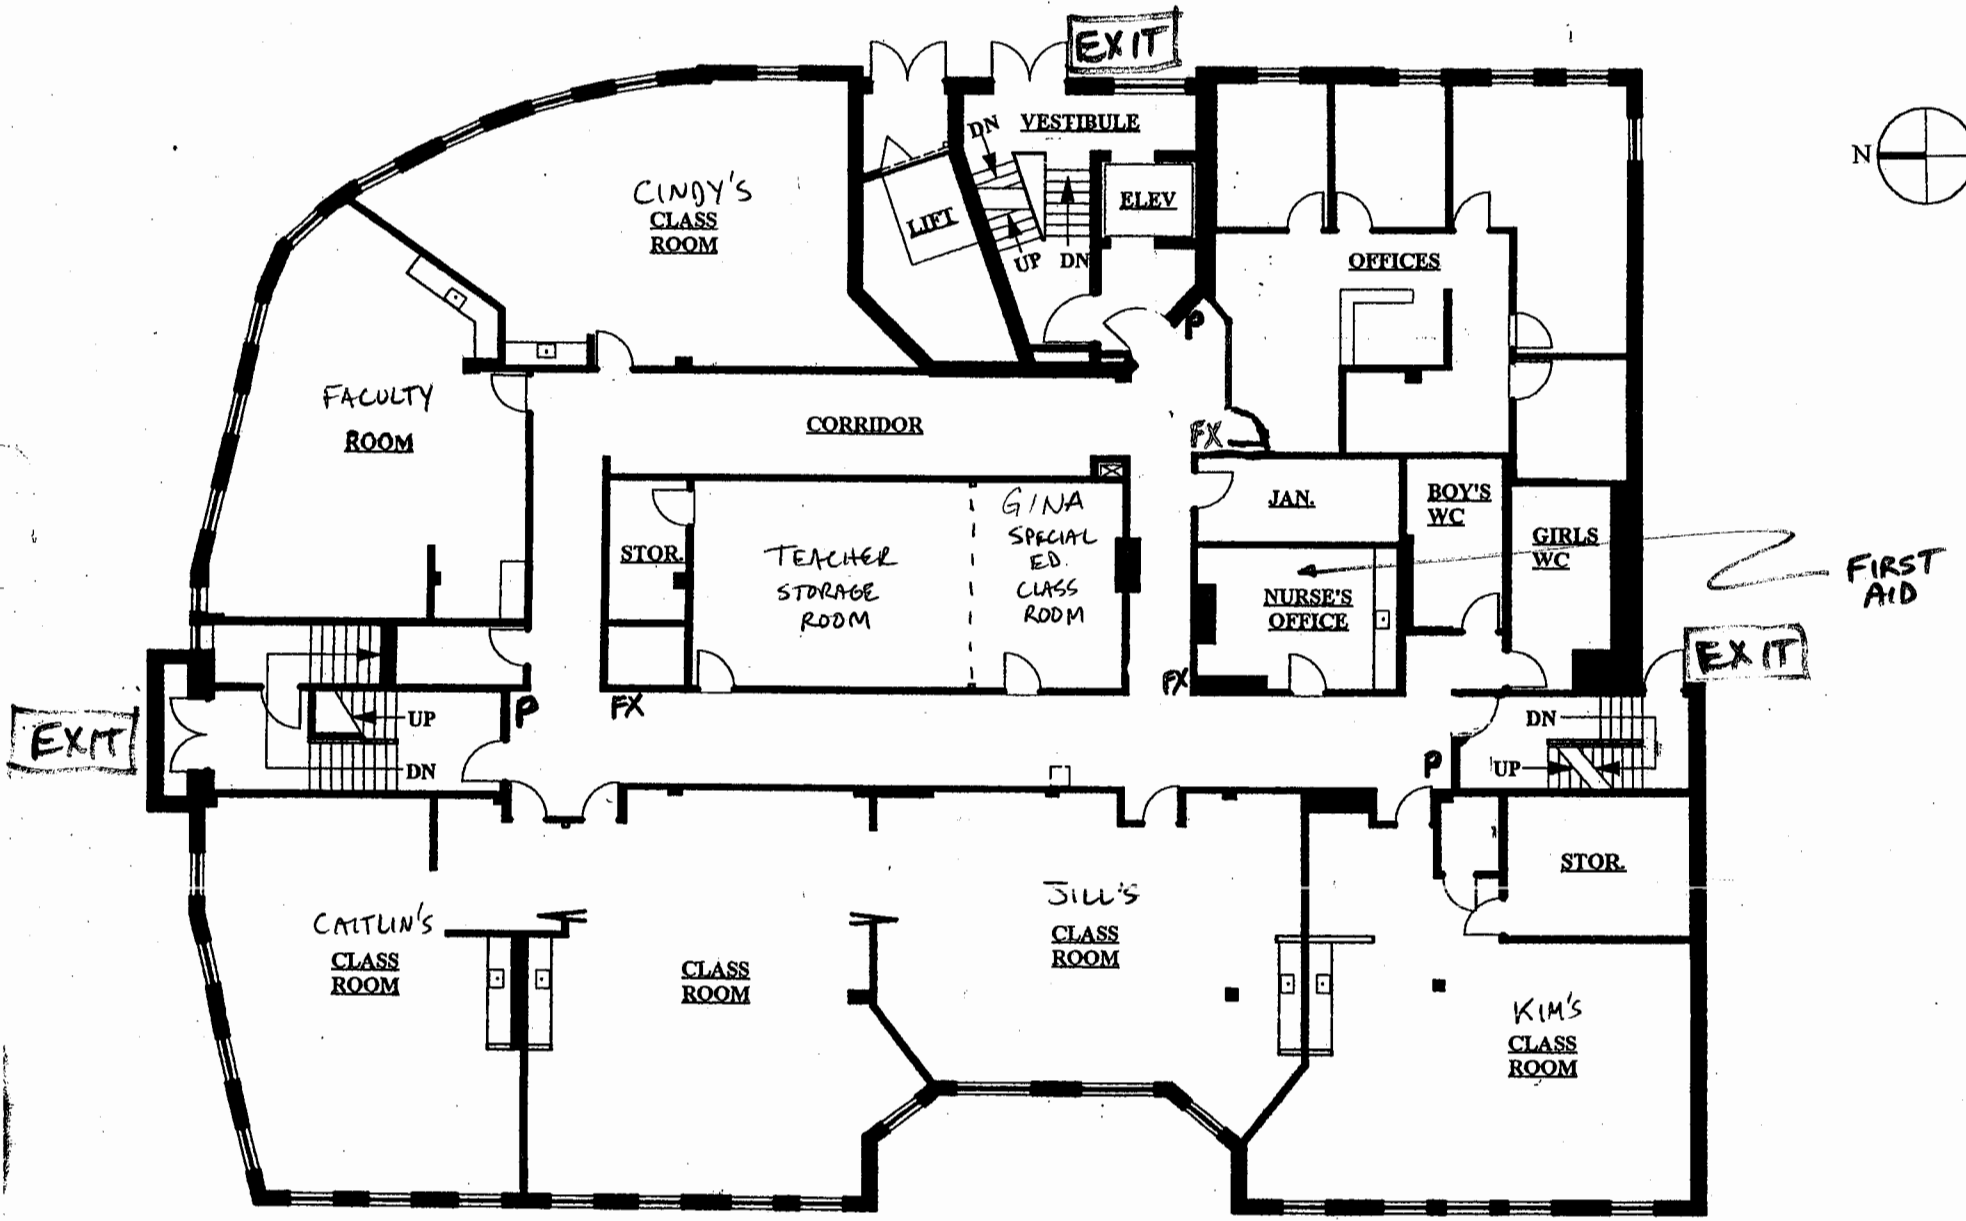 EXIT
DN
VESTIBULE
N
CINDY'S
CLASS
ROOM
LIFT
ELEV
UP
DN
OFFICES
P
FACULTY
ROOM
CORRIDOR
FX
JAN.
BOY'S
WC
GIRLS
WC
STOR.
TEACHER
STORAGE
ROOM
GINA
SPECIAL
ED.
CLASS
ROOM
NURSE'S
OFFICE
FIRST
AID
EXIT
FX
FX
P
UP
DN
EXIT
DN
UP
P
STOR.
CAITLIN'S
CLASS
ROOM
CLASS
ROOM
JILL'S
CLASS
ROOM
KIM'S
CLASS
ROOM